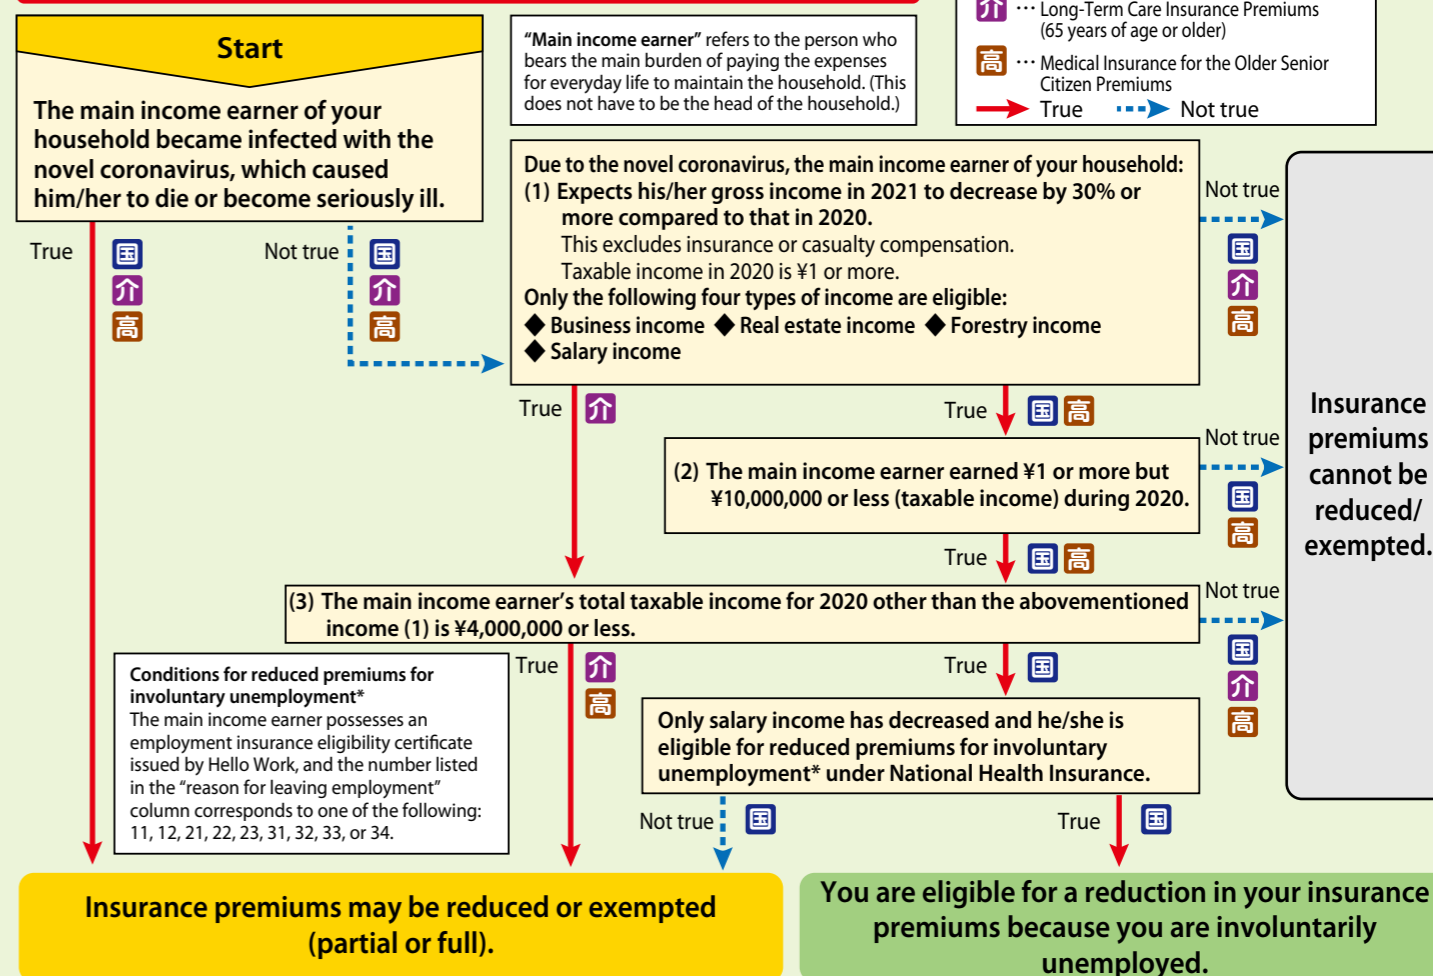 介 … Long-Term Care Insurance Premiums
(65 years of age or older)
高 … Medical Insurance for the Older Senior
Citizen Premiums
True Not true
Start
The main income earner of your
household became infected with the
novel coronavirus, which caused
him/her to die or become seriously ill.
“Main income earner” refers to the person who
bears the main burden of paying the expenses
for everyday life to maintain the household. (This
does not have to be the head of the household.)
True
国
介
高
Not true
国
介
高
Due to the novel coronavirus, the main income earner of your household:
(1) Expects his/her gross income in 2021 to decrease by 30% or
more compared to that in 2020.
This excludes insurance or casualty compensation.
Taxable income in 2020 is ¥1 or more.
Only the following four types of income are eligible:
◆ Business income ◆ Real estate income ◆ Forestry income
◆ Salary income
Not true
国
介
高
True 介
True 国 高
(2) The main income earner earned ¥1 or more but
¥10,000,000 or less (taxable income) during 2020.
Not true
国
高
True 国 高
(3) The main income earner’s total taxable income for 2020 other than the abovementioned
income (1) is ¥4,000,000 or less.
Not true
国
介
高
True 介
高
True 国
Conditions for reduced premiums for
involuntary unemployment*
The main income earner possesses an
employment insurance eligibility certificate
issued by Hello Work, and the number listed
in the “reason for leaving employment”
column corresponds to one of the following:
11, 12, 21, 22, 23, 31, 32, 33, or 34.
Only salary income has decreased and he/she is
eligible for reduced premiums for involuntary
unemployment* under National Health Insurance.
Not true 国
True 国
Insurance
premiums
cannot be
reduced/
exempted.
Insurance premiums may be reduced or exempted
(partial or full).
You are eligible for a reduction in your insurance
premiums because you are involuntarily
unemployed.